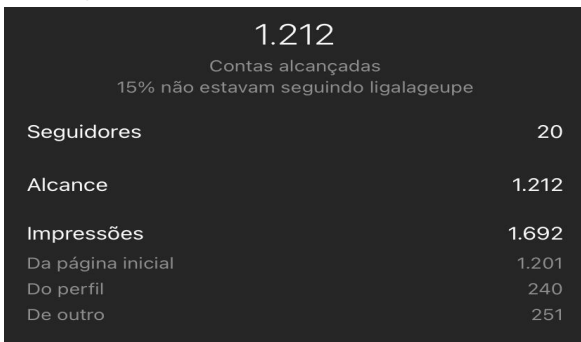 1.212
Contas alcançadas
15% não estavam seguindo ligalageupe
Seguidores 20
Alcance 1.212
Impressões 1.692
Da página inicial 1.201
Do perfil 240
De outro 251